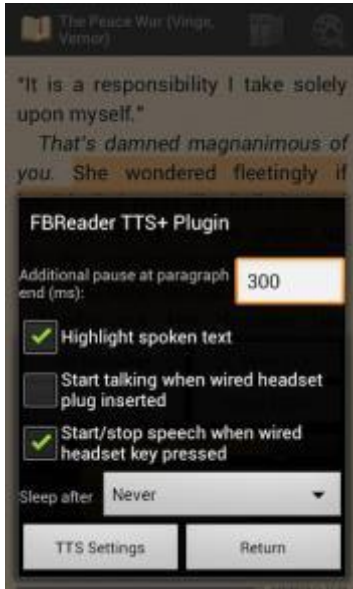 The Peace War (Vinge,
Vernor)
"It is a responsibility I take solely
upon myself."
That's damned magnanimous of
you. She wondered fleetingly if
FBReader TTS+ Plugin
Additional pause at paragraph
end (ms):
300
Highlight spoken text
Start talking when wired headset
plug inserted
Start/stop speech when wired
headset key pressed
Sleep after
Never
TTS Settings
Return